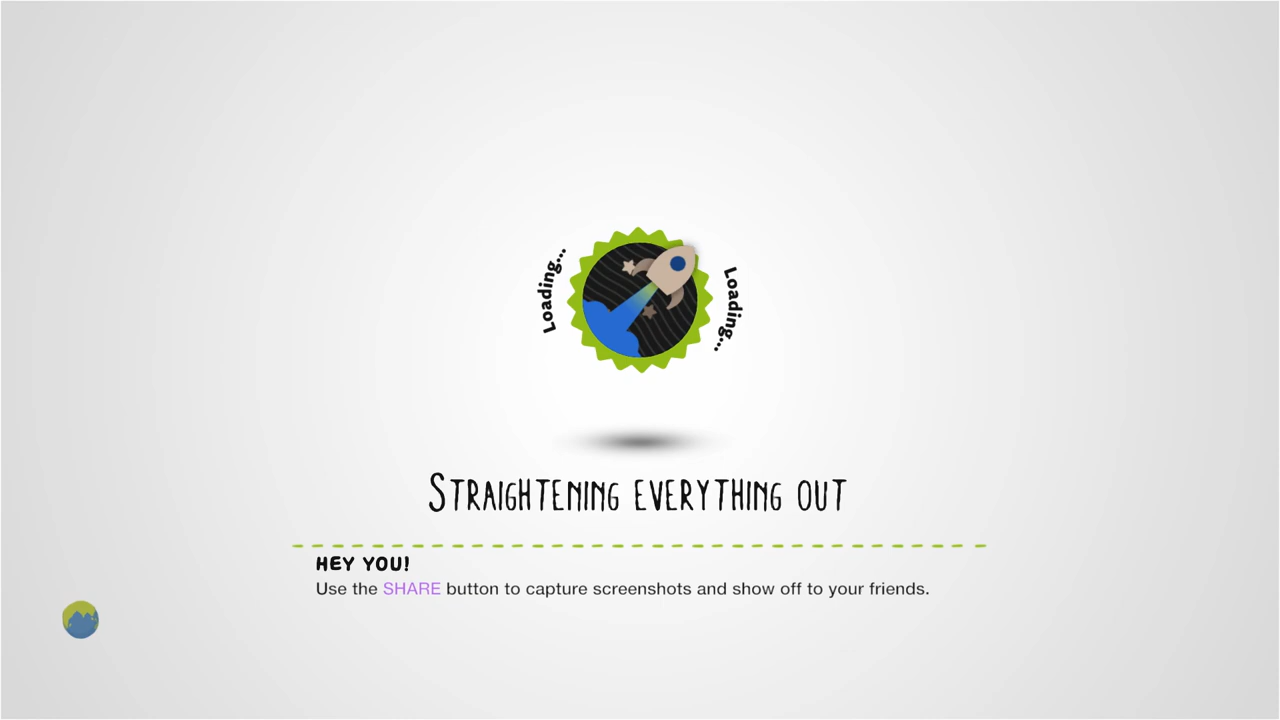 Loading...
Loading...
STRAIGHTENING EVERYTHING OUT
HEY YOU!
Use the SHARE button to capture screenshots and show off to your friends.